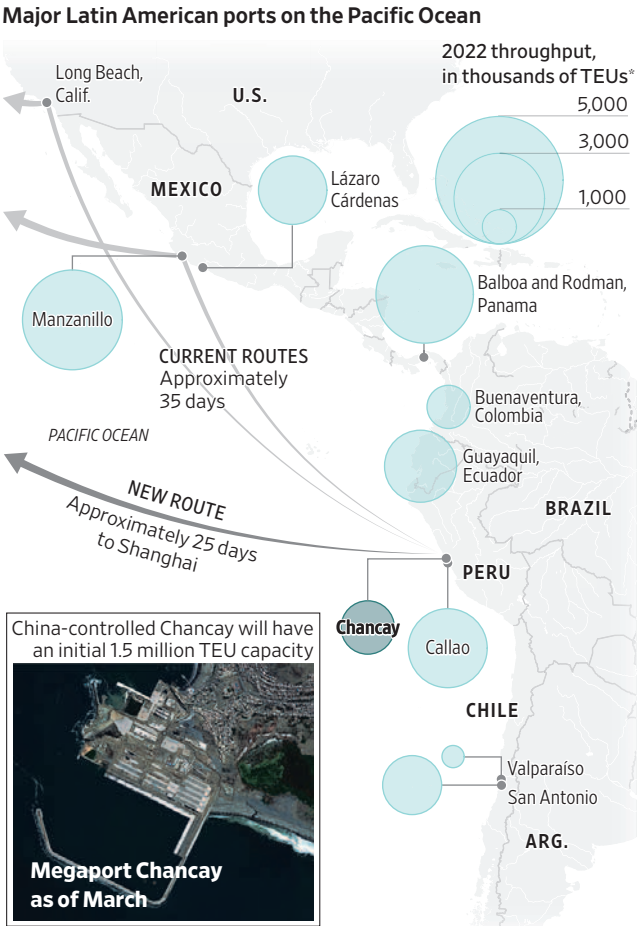 Major Latin American ports on the Pacific Ocean
2022 throughput,
in thousands of TEUs*
5,000
3,000
1,000
Long Beach,
Calif.
U.S.
MEXICO
Lázaro
Cárdenas
Manzanillo
Balboa and Rodman,
Panama
CURRENT ROUTES
Approximately
35 days
Buenaventura,
Colombia
PACIFIC OCEAN
Guayaquil,
Ecuador
NEW ROUTE
Approximately 25 days
to Shanghai
BRAZIL
PERU
Chancay
Callao
China-controlled Chancay will have
an initial 1.5 million TEU capacity
CHILE
Valparaíso
San Antonio
ARG.
Megaport Chancay
as of March